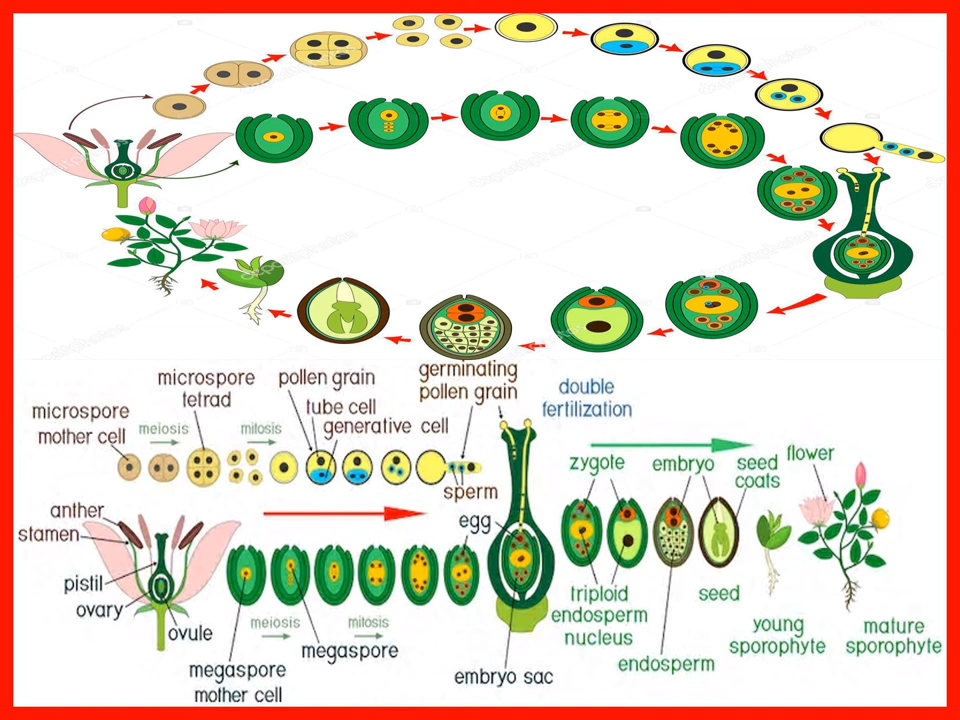 microspore
mother cell
meiosis
microspore
tetrad
mitosis
pollen grain
tube cell
generative cell
germinating
pollen grain
sperm
double
fertilization
zygote
embryo
seed
coats
flower
anther
stamen
pistil
ovary
ovule
egg
meiosis
mitosis
megaspore
mother cell
megaspore
embryo sac
triploid
endosperm
nucleus
endosperm
seed
young
sporophyte
mature
sporophyte